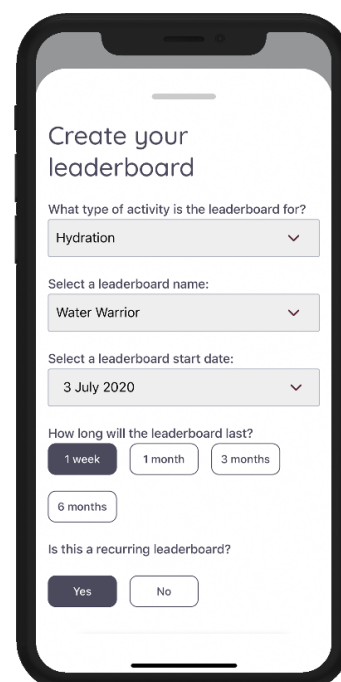 Create your
leaderboard
What type of activity is the leaderboard for?
Hydration
Select a leaderboard name:
Water Warrior
Select a leaderboard start date:
3 July 2020
How long will the leaderboard last?
1 week 1 month 3 months
6 months
Is this a recurring leaderboard?
Yes No